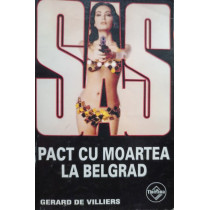 SAS
PACT CU MOARTEA
LA BELGRAD
GERARD DE VILLIERS